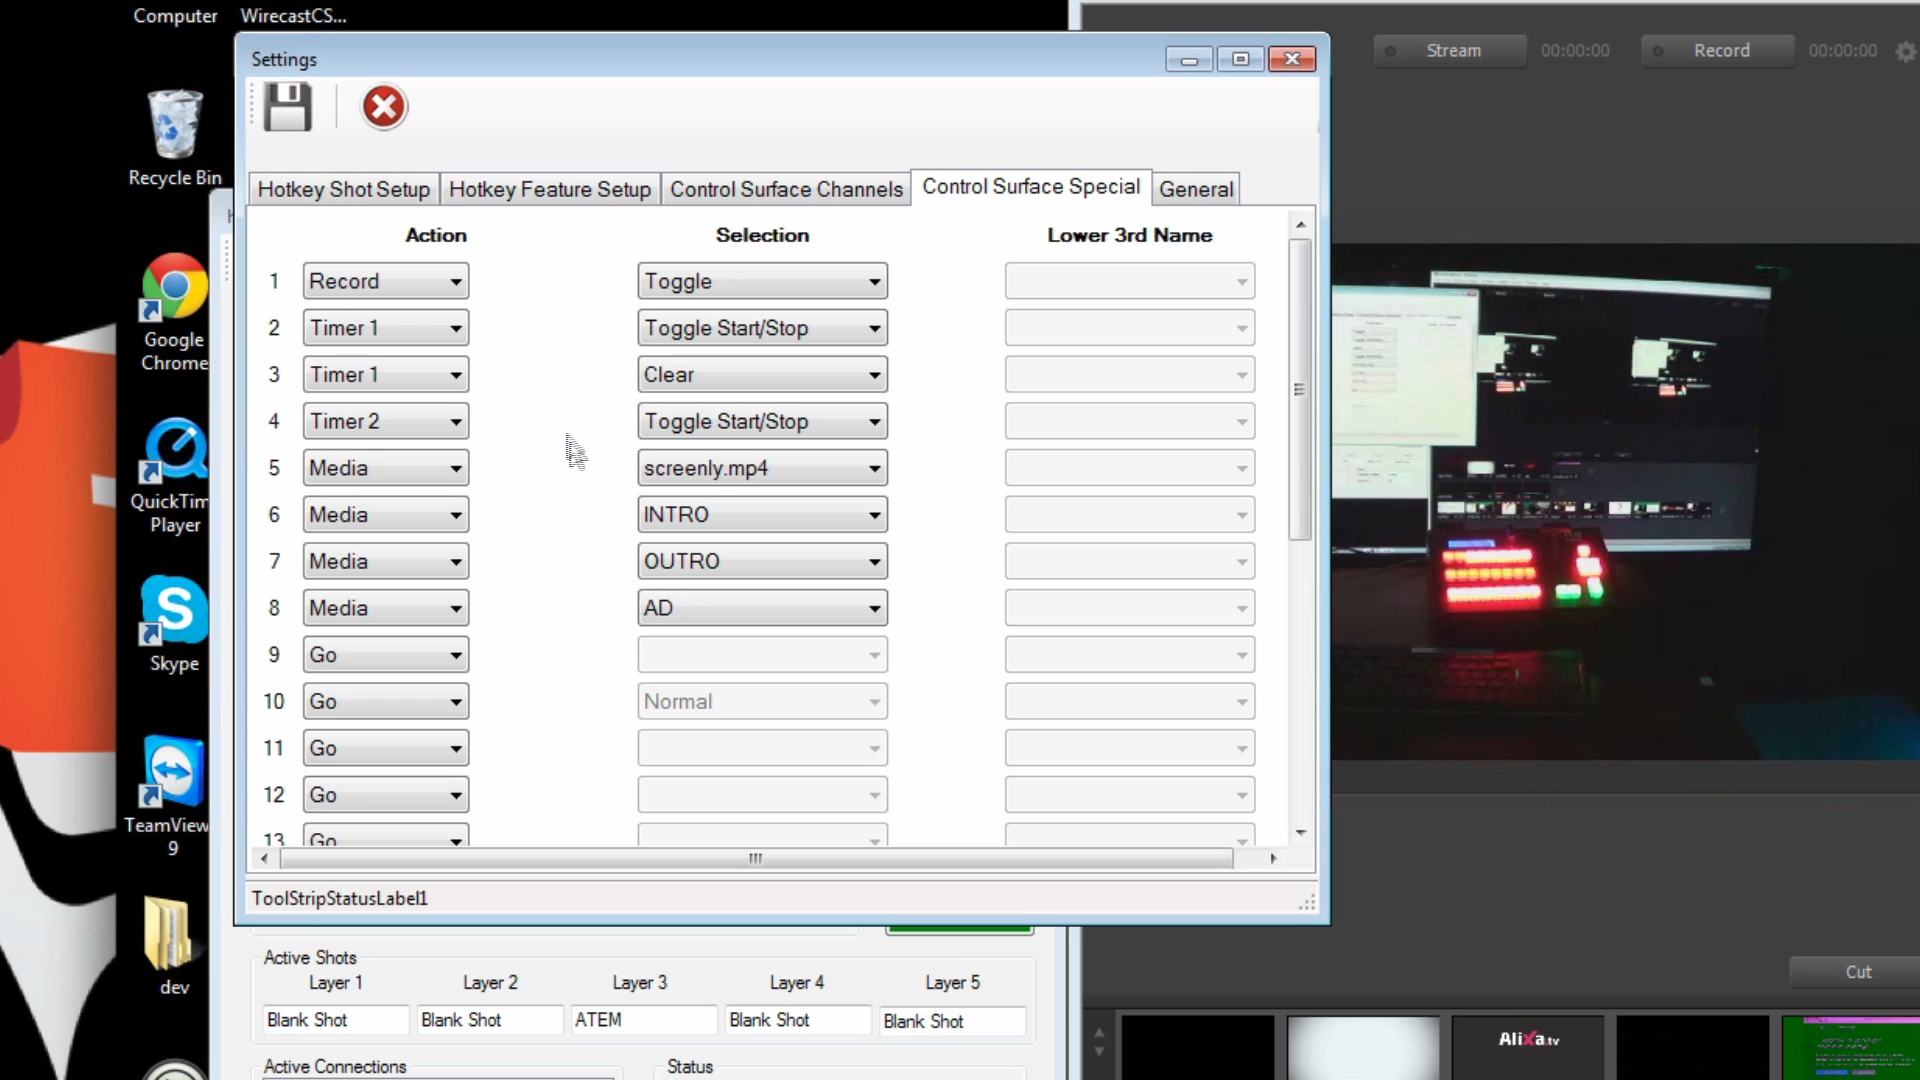 Computer
WirecastCS...
Settings
Stream
00:00:00
Record
00:00:00
Recycle Bin
Hotkey Shot Setup
Hotkey Feature Setup
Control Surface Channels
Control Surface Special
General
Action
Selection
Lower 3rd Name
1 Record Toggle
2 Timer 1 Toggle Start/Stop
3 Timer 1 Clear
4 Timer 2 Toggle Start/Stop
5 Media screenly.mp4
6 Media INTRO
7 Media OUTRO
8 Media AD
9 Go
10 Go Normal
11 Go
12 Go
13 Go
Google
Chrome
QuickTim
Player
Skype
TeamView
9
dev
ToolStripStatusLabel1
Active Shots
Layer 1
Layer 2
Layer 3
Layer 4
Layer 5
Blank Shot
Blank Shot
ATEM
Blank Shot
Blank Shot
Active Connections
Status
Cut
AliXa.tv